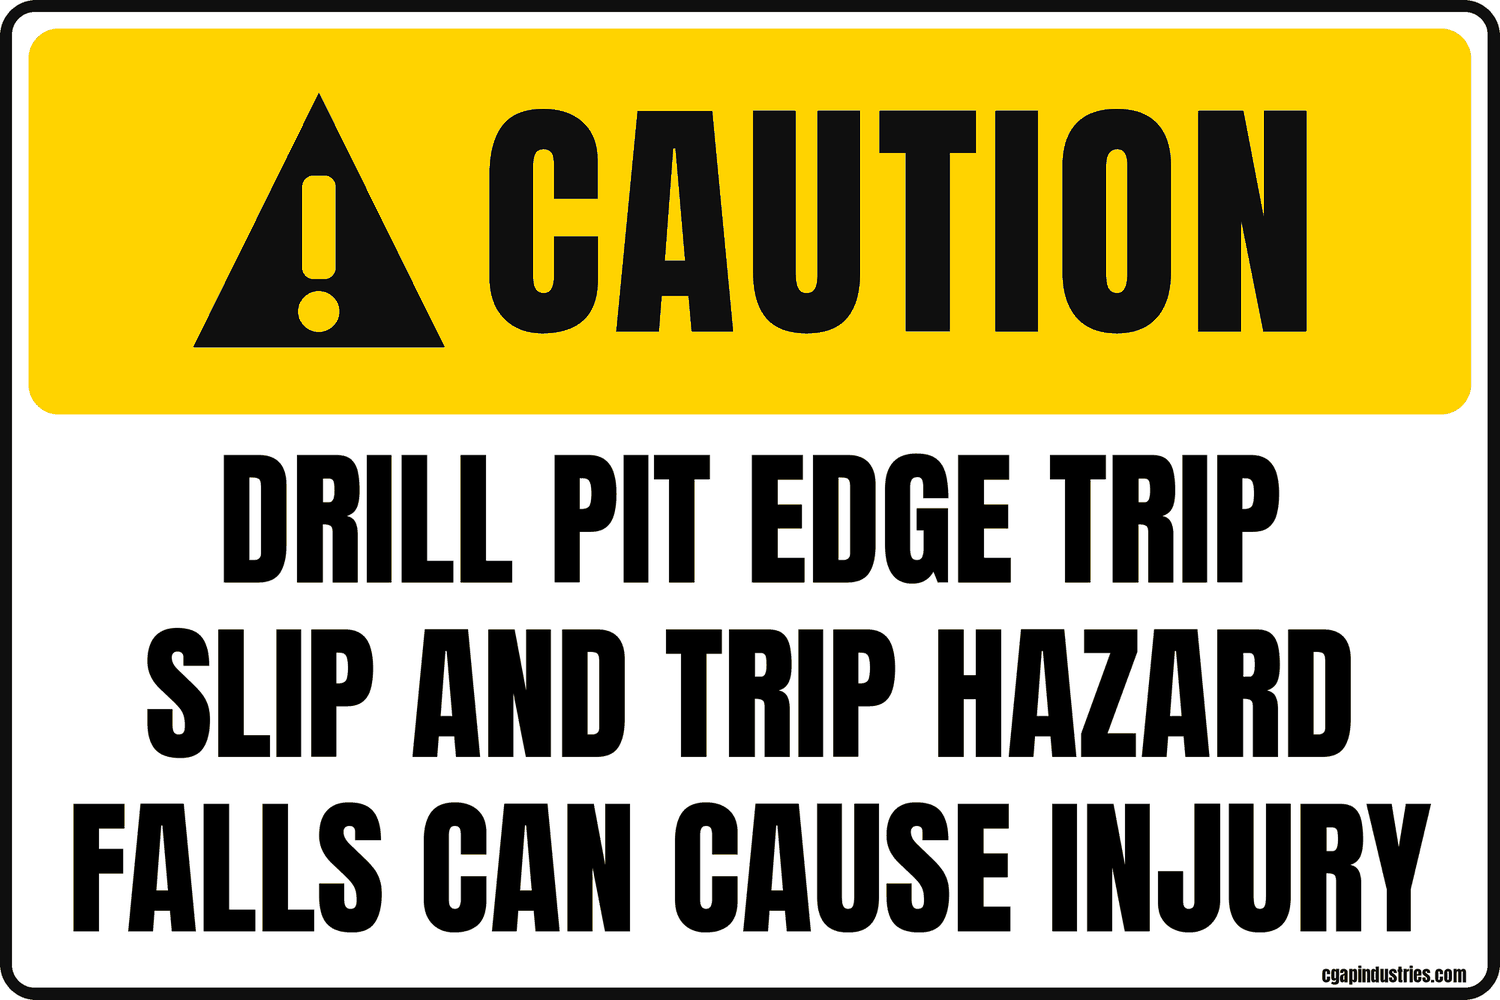 CAUTION
DRILL PIT EDGE TRIP
SLIP AND TRIP HAZARD
FALLS CAN CAUSE INJURY
cgapindustries.com